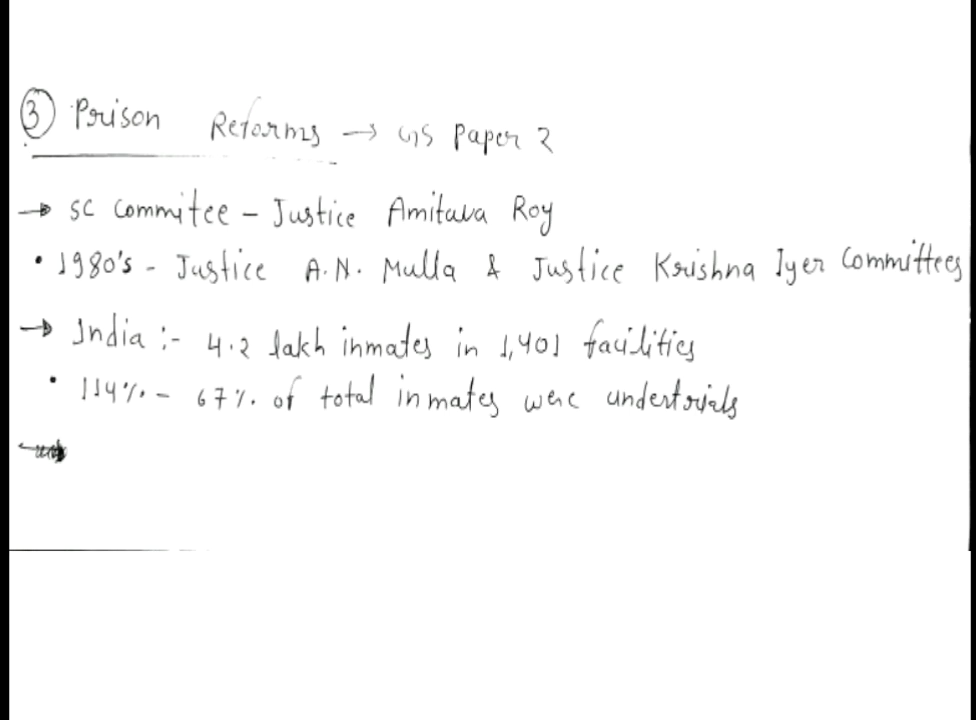 ③ Prison Reforms → GS Paper 2
→ SC Commitee - Justice Amitava Roy
• 1980's - Justice A.N. Mulla & Justice Krishna Iyer Committees
→ India :- 4.2 lakh inmates in 1,401 facilities
• 114% - 67% of total inmates were undertrials